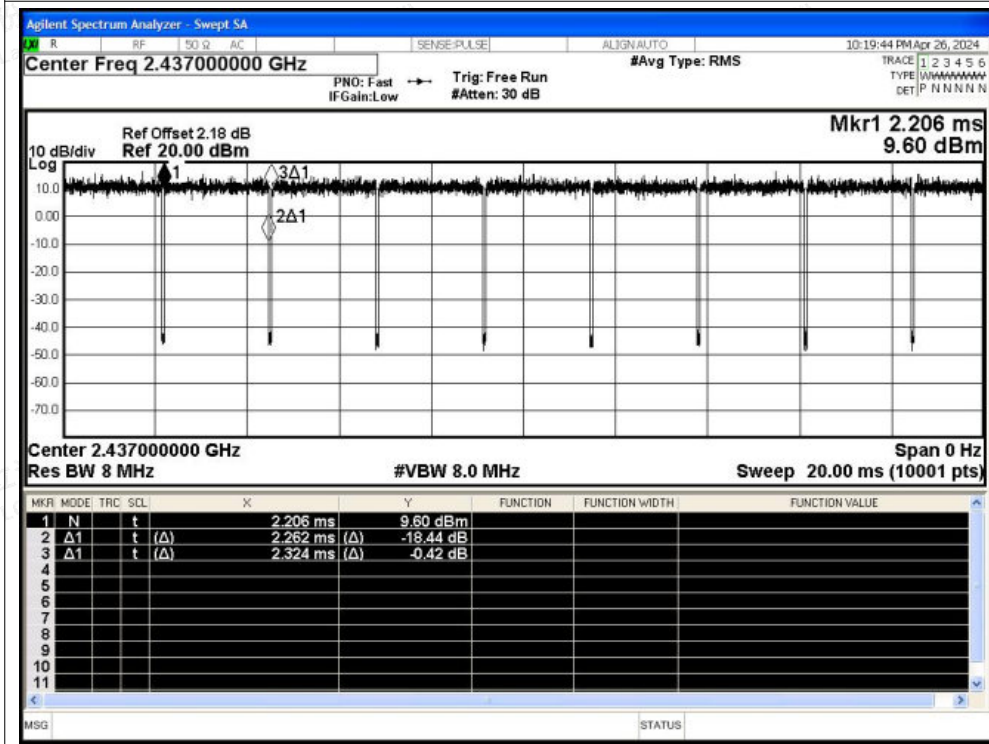 Agilent Spectrum Analyzer - Swept SA
LXI R RF 50 Ω AC SENSE:PULSE ALIGN AUTO 10:19:44 PM Apr 26, 2024
Center Freq 2.437000000 GHz #Avg Type: RMS TRACE 1 2 3 4 5 6
PNO: Fast Trig: Free Run TYPE
IFGain:Low #Atten: 30 dB DET P N N N N N
Mkr1 2.206 ms
Ref Offset 2.18 dB
10 dB/div Ref 20.00 dBm 9.60 dBm
Log
1 3Δ1
10.0
0.00 2Δ1
-10.0
-20.0
-30.0
-40.0
-50.0
-60.0
-70.0
Center 2.437000000 GHz Span 0 Hz
Res BW 8 MHz #VBW 8.0 MHz Sweep 20.00 ms (10001 pts)
MKR MODE TRC SCL X Y FUNCTION FUNCTION WIDTH FUNCTION VALUE
1 N t 2.206 ms 9.60 dBm
2 Δ1 t (Δ) 2.262 ms (Δ) -18.44 dB
3 Δ1 t (Δ) 2.324 ms (Δ) -0.42 dB
4
5
6
7
8
9
10
11
MSG STATUS